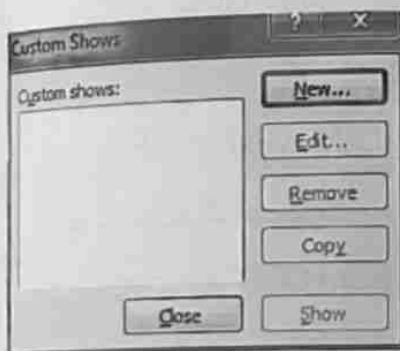 Custom Shows
? X
Custom shows:
New...
Edit...
Remove
Copy
Close
Show